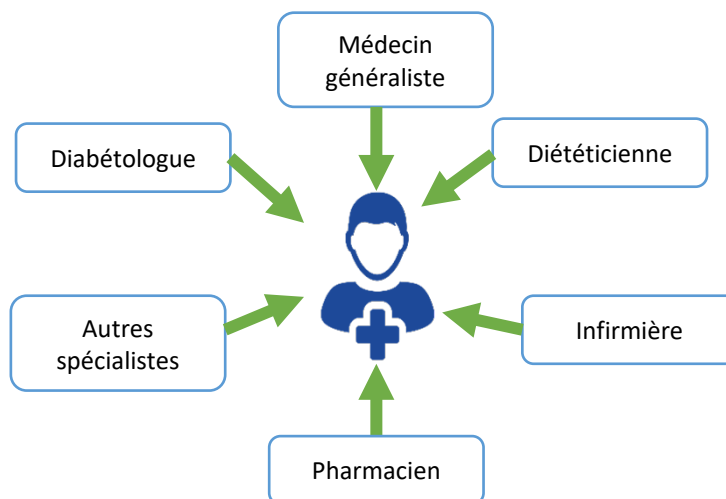 Médecin
généraliste
Diabétologue
Diététicienne
Autres
spécialistes
Infirmière
Pharmacien